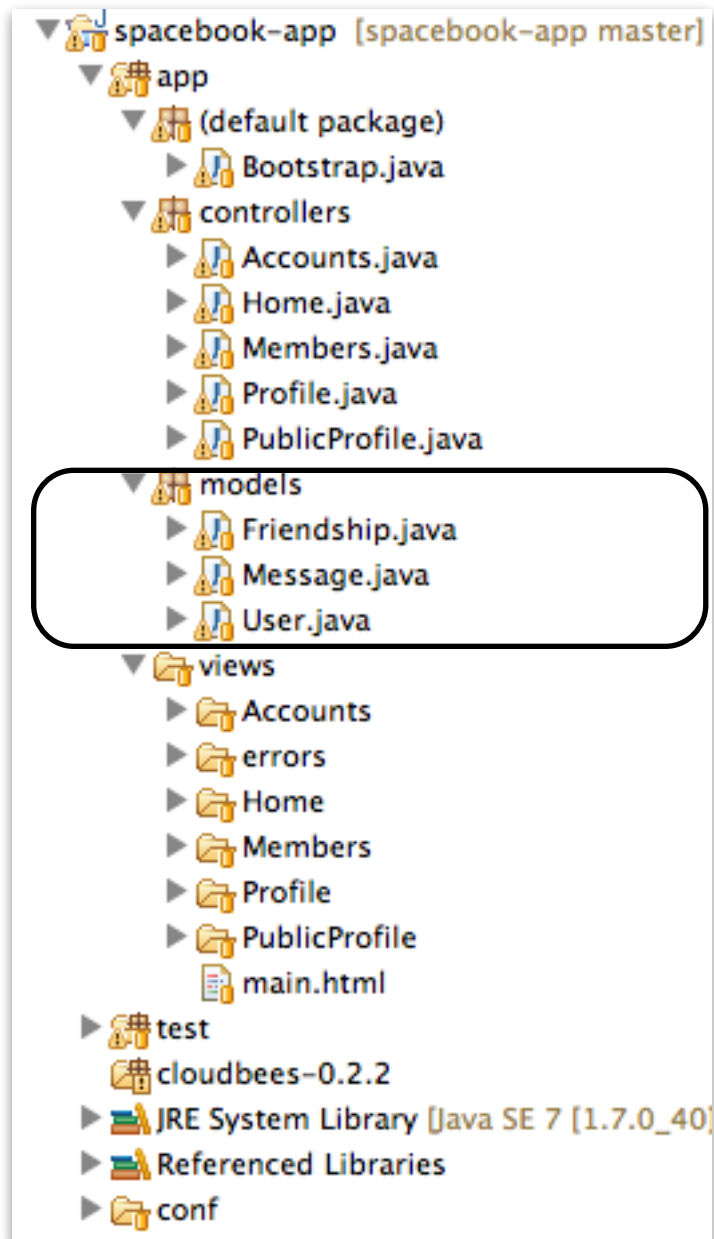 spacebook-app [spacebook-app master]
app
(default package)
Bootstrap.java
controllers
Accounts.java
Home.java
Members.java
Profile.java
PublicProfile.java
models
Friendship.java
Message.java
User.java
views
Accounts
errors
Home
Members
Profile
PublicProfile
main.html
test
cloudbees-0.2.2
JRE System Library [Java SE 7 [1.7.0_40]
Referenced Libraries
conf